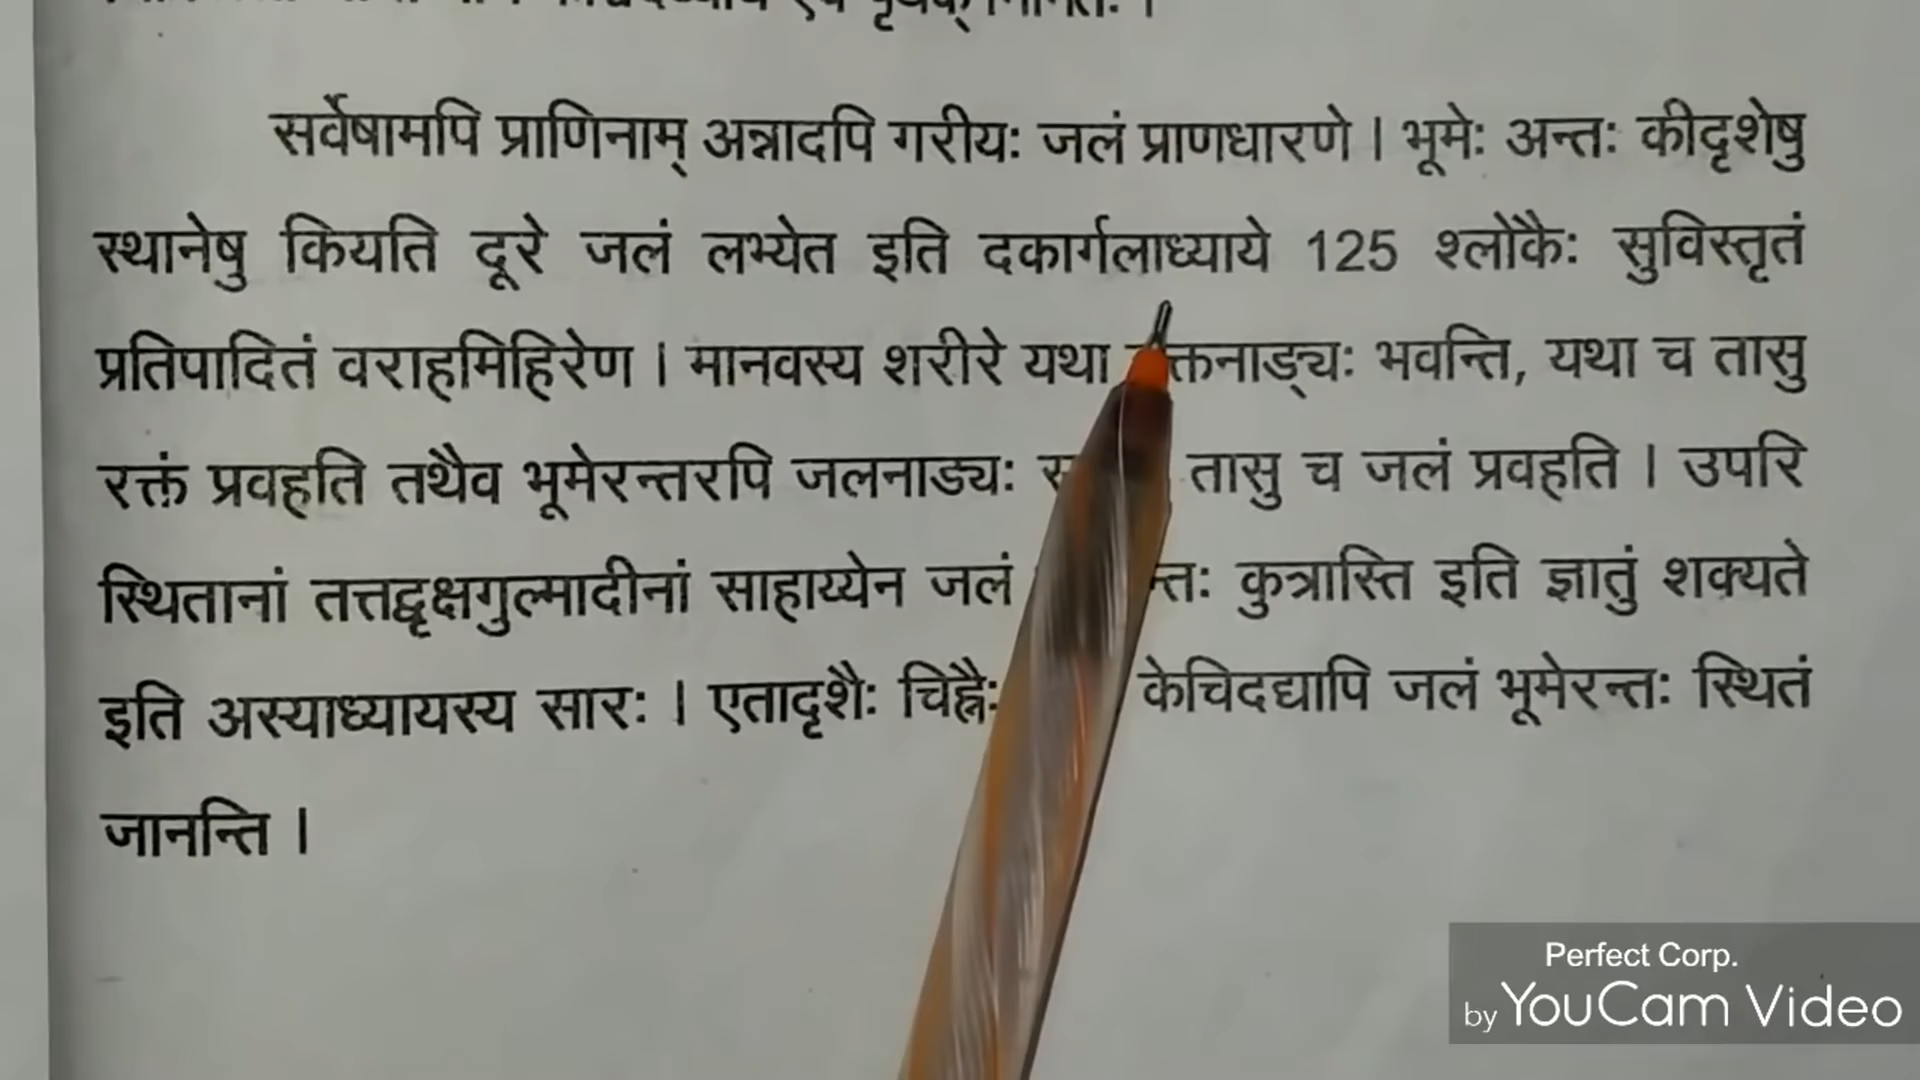 सर्वेषामपि प्राणिनाम् अन्नादपि गरीयः जलं प्राणधारणे । भूमेः अन्तः कीदृशेषु
स्थानेषु कियति दूरे जलं लभ्येत इति दकार्गलाध्याये 125 श्लोकैः सुविस्तृतं
प्रतिपादितं वराहमिहिरेण । मानवस्य शरीरे यथा भवन्ति, यथा च तासु
रक्तं प्रवहति तथैव भूमेरन्तरपि जलनाड्यः तासु च जलं प्रवहति । उपरि
स्थितानां तत्तद्वृक्षगुल्मादीनां साहाय्येन जलं कुत्रास्ति इति ज्ञातुं शक्यते
इति अस्याध्यायस्य सारः । एतादृशैः चिह्नैः केचिदद्यापि जलं भूमेरन्तः स्थितं
जानन्ति ।
Perfect Corp.
by YouCam Video